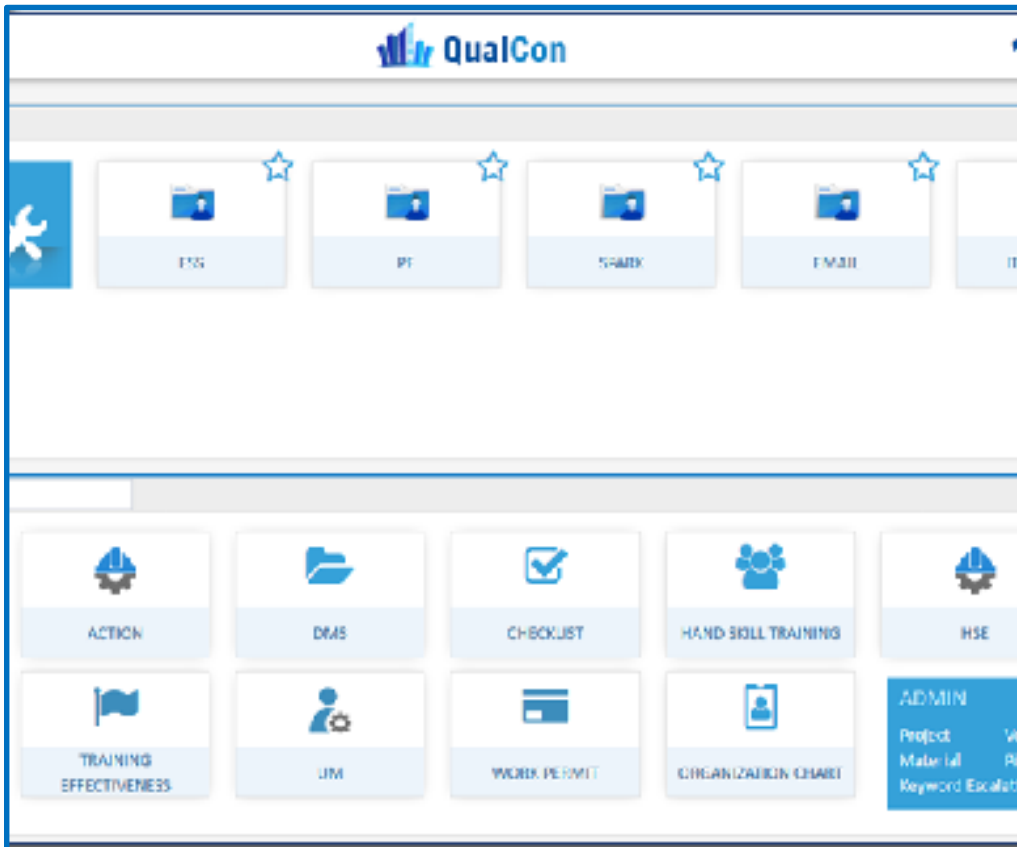 QualCon
ESS
PF
SPARK
EMAIL
ACTION
DMS
CHECKLIST
HAND SKILL TRAINING
HSE
TRAINING
EFFECTIVENESS
UM
WORK PERMIT
ORGANIZATION CHART
ADMIN
Project
Material
Keyword